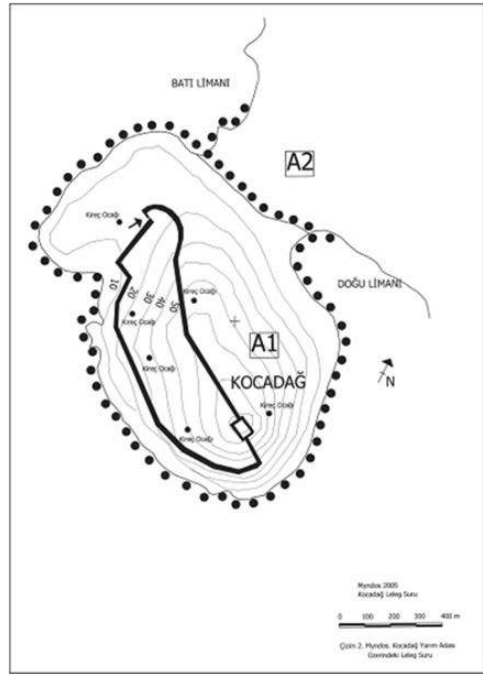 BATI LİMANI
A2
Kireç Ocağı
DOĞU LİMANI
10
20
30
40
50
Kireç Ocağı
Kireç Ocağı
A1
Kireç Ocağı
KOCADAĞ
N
Kireç Ocağı
Kireç Ocağı
Myndos 2005
Kocadağ Leleg Suru
0 100 200 300 400 m
Çizim 2. Myndos. Kocadağ Yarım Adası
Üzerindeki Leleg Suru